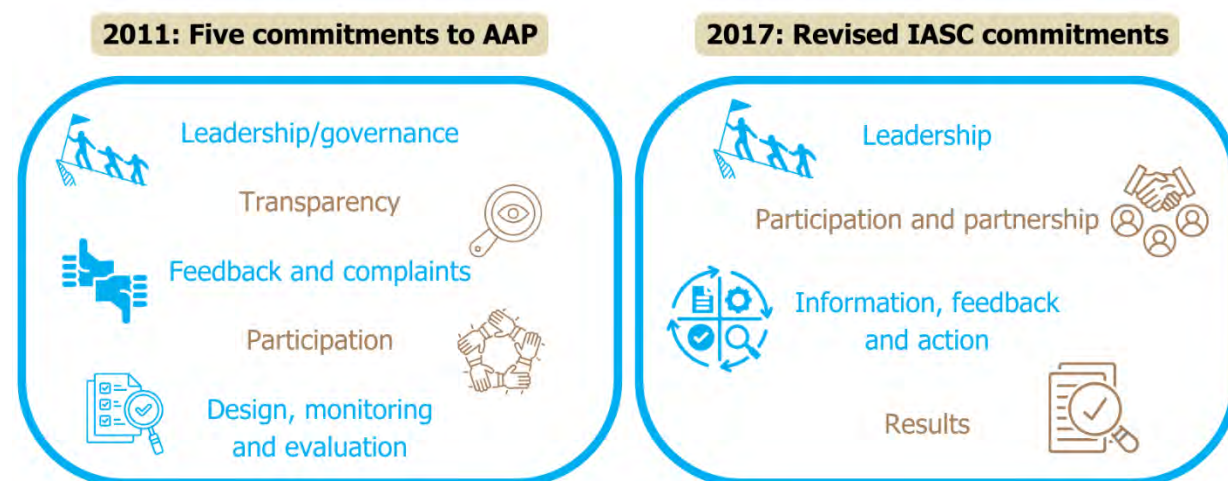 2011: Five commitments to AAP
Leadership/governance
Transparency
Feedback and complaints
Participation
Design, monitoring
and evaluation
2017: Revised IASC commitments
Leadership
Participation and partnership
Information, feedback
and action
Results